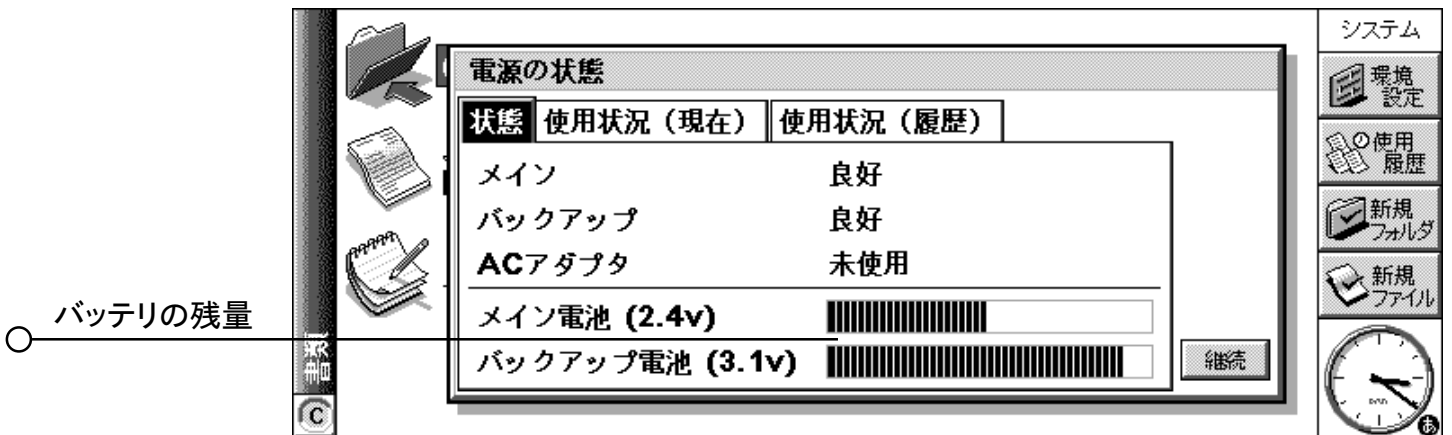 バッテリの残量
書類
C
電源の状態
状態 使用状況（現在） 使用状況（履歴）
メイン 良好
バックアップ 良好
ACアダプタ 未使用
メイン電池 (2.4v)
バックアップ電池 (3.1v)
継続
システム
環境
設定
使用
履歴
新規
フォルダ
新規
ファイル
あ